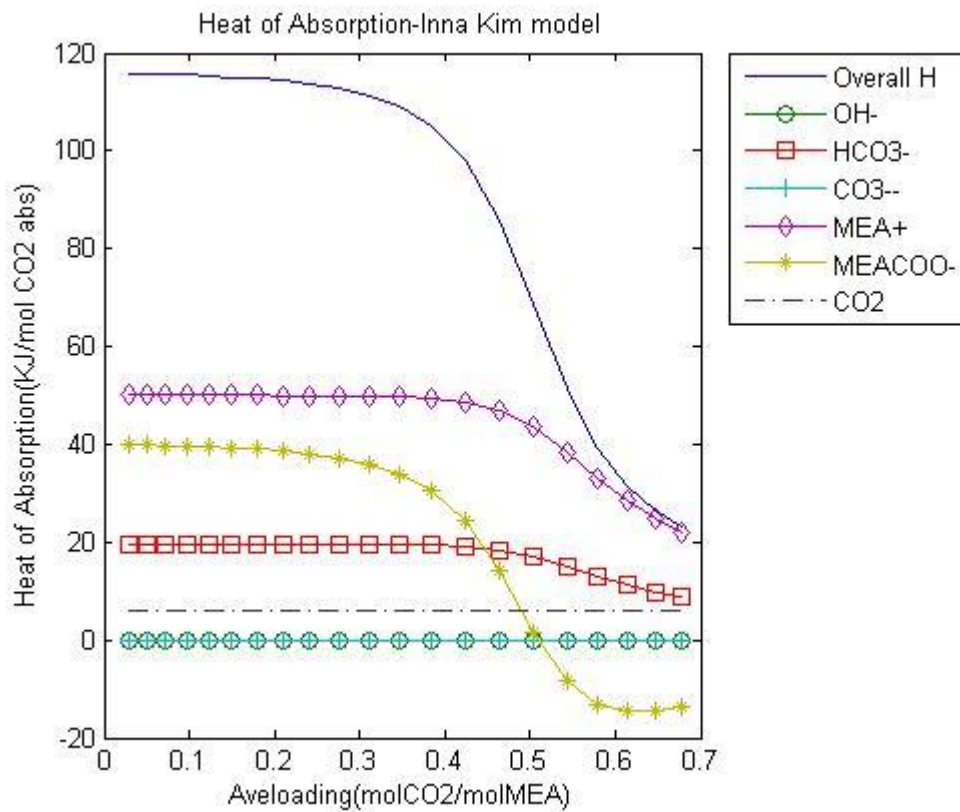 Heat of Absorption-Inna Kim model
120
100
80
60
40
20
0
-20
Heat of Absorption(KJ/mol CO2 abs)
0 0.1 0.2 0.3 0.4 0.5 0.6 0.7
Aveloading(molCO2/molMEA)
Overall H
OH-
HCO3-
CO3--
MEA+
MEACOO-
CO2